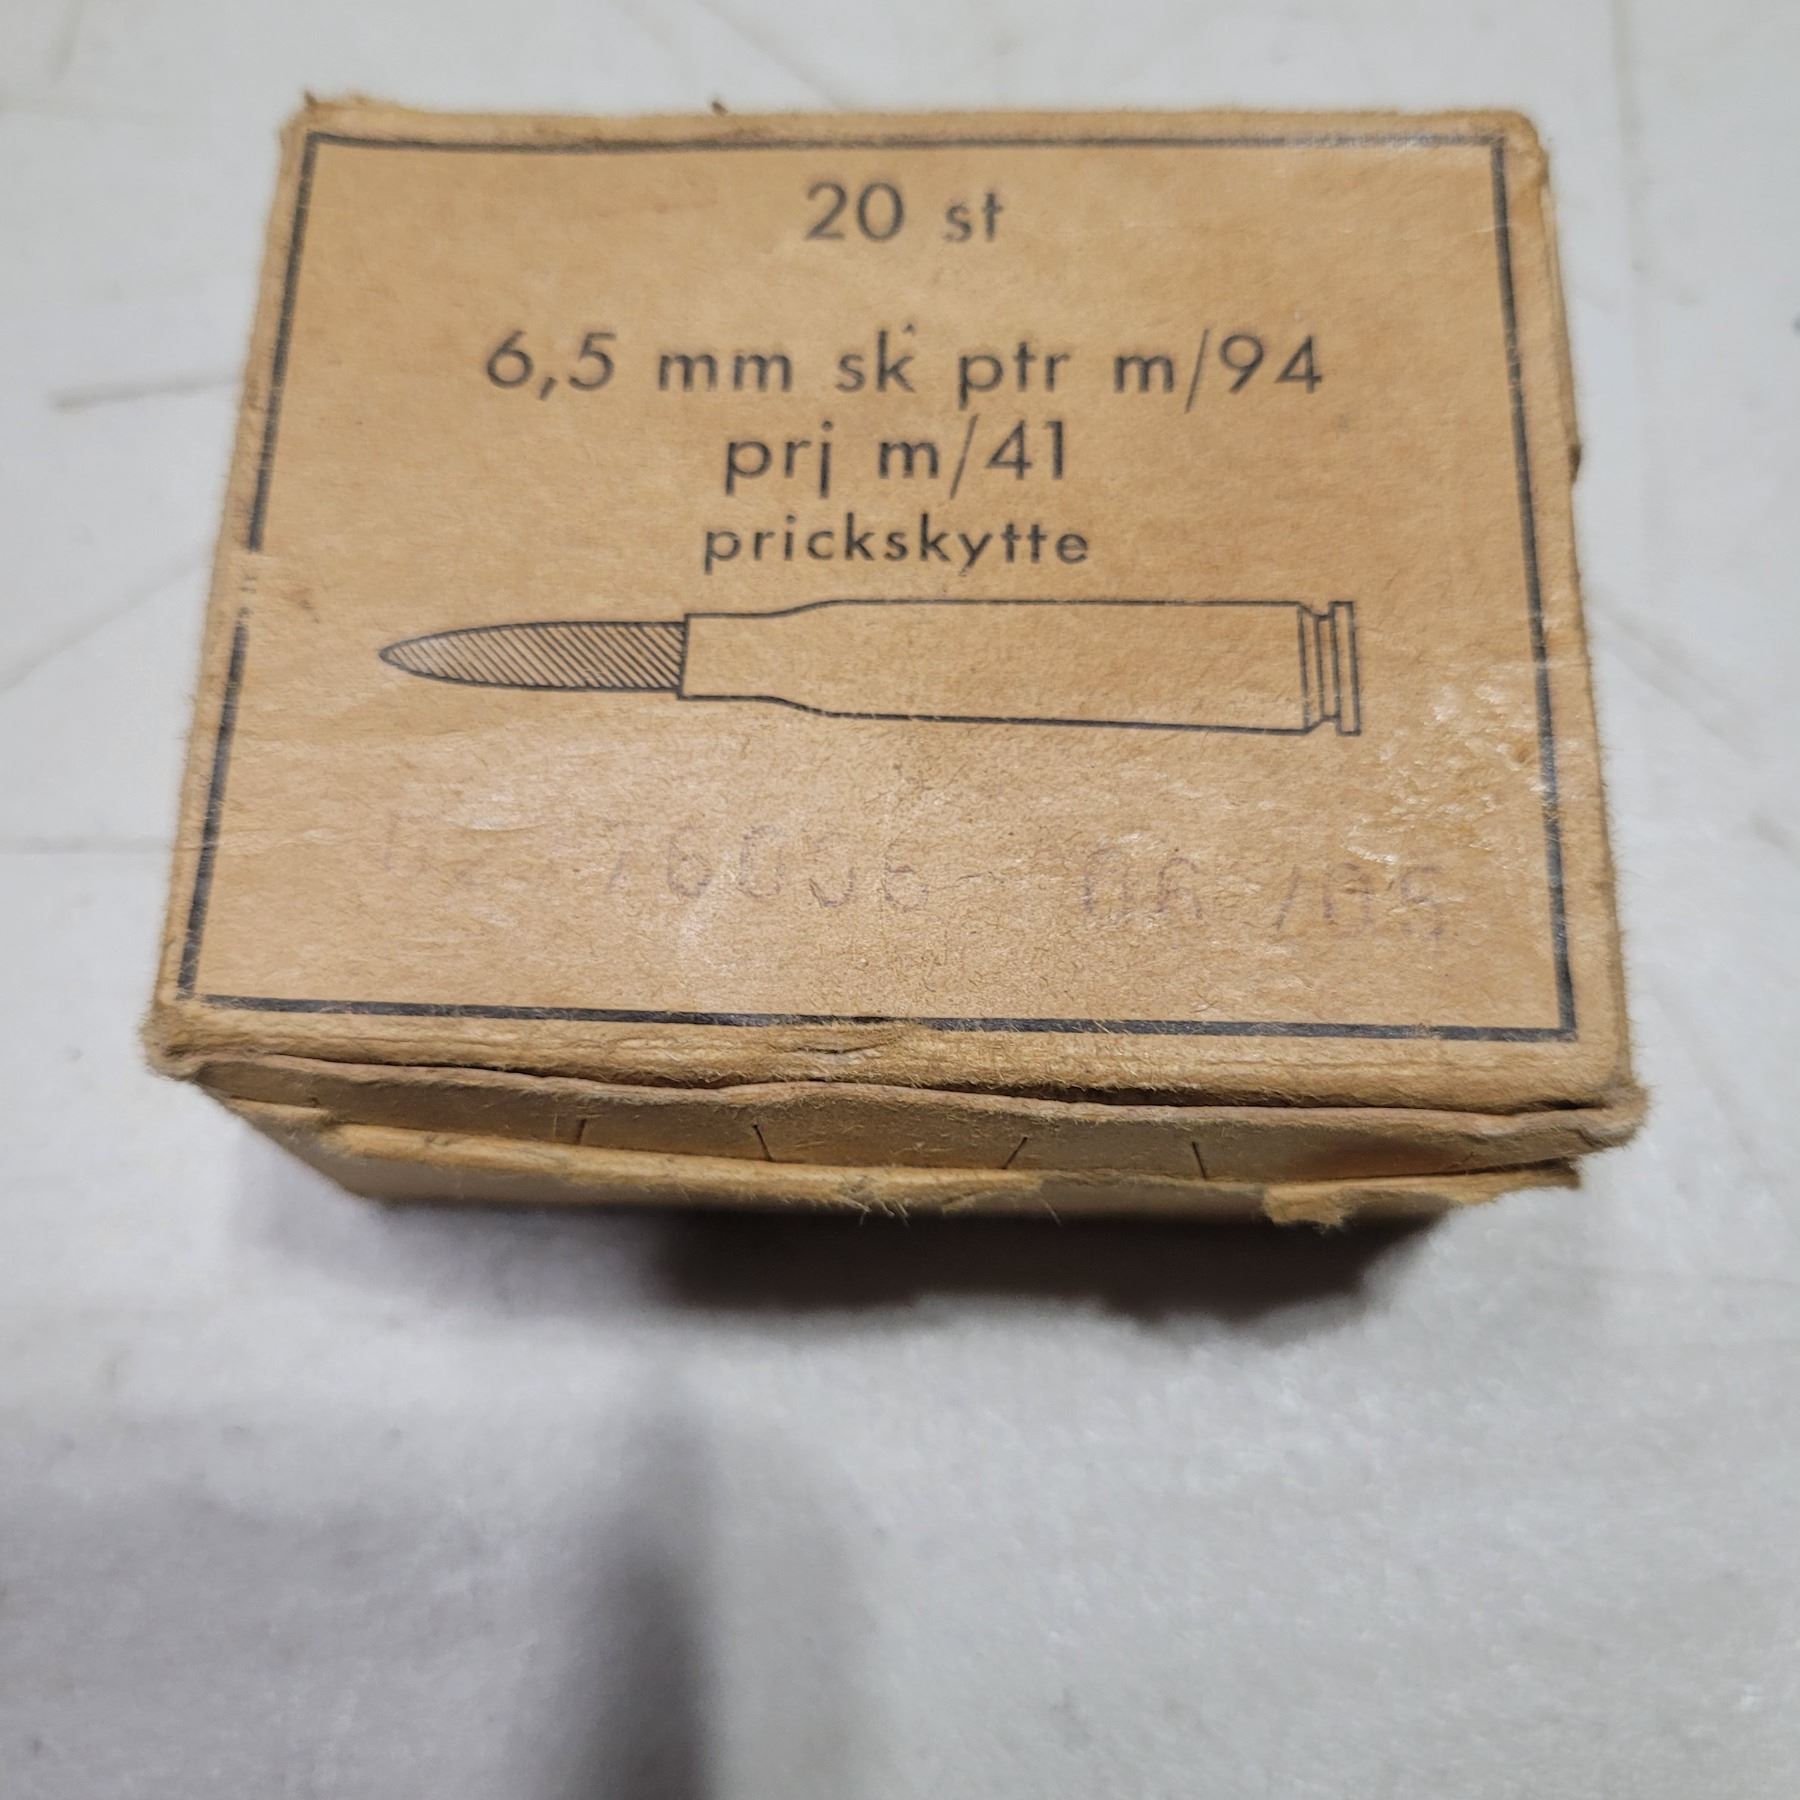 20 st
6,5 mm sk ptr m/94
prj m/41
prickskytte